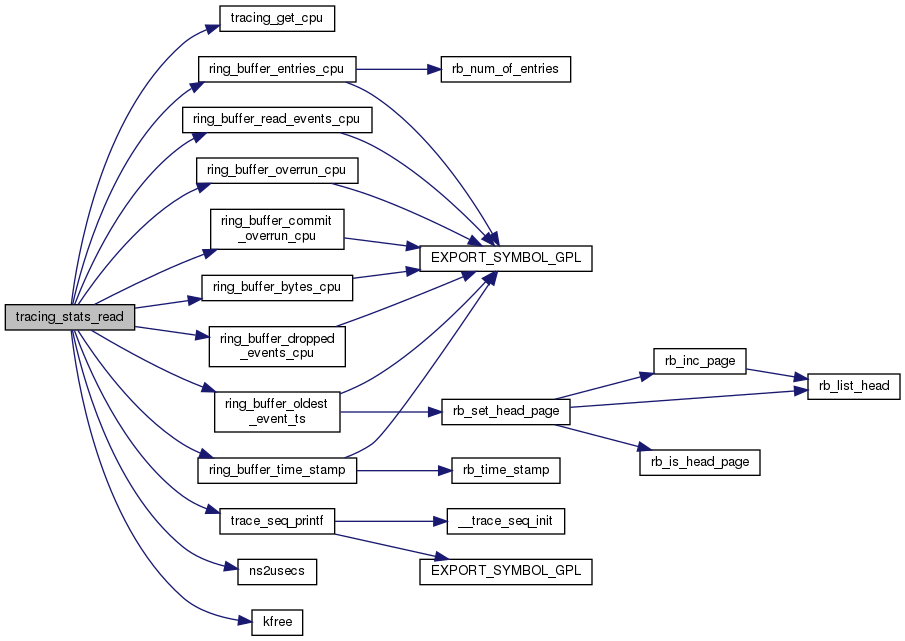 tracing_get_cpu
ring_buffer_entries_cpu
rb_num_of_entries
ring_buffer_read_events_cpu
ring_buffer_overrun_cpu
ring_buffer_commit
_overrun_cpu
EXPORT_SYMBOL_GPL
ring_buffer_bytes_cpu
tracing_stats_read
ring_buffer_dropped
_events_cpu
rb_inc_page
rb_list_head
ring_buffer_oldest
_event_ts
rb_set_head_page
rb_is_head_page
ring_buffer_time_stamp
rb_time_stamp
trace_seq_printf
__trace_seq_init
ns2usecs
EXPORT_SYMBOL_GPL
kfree